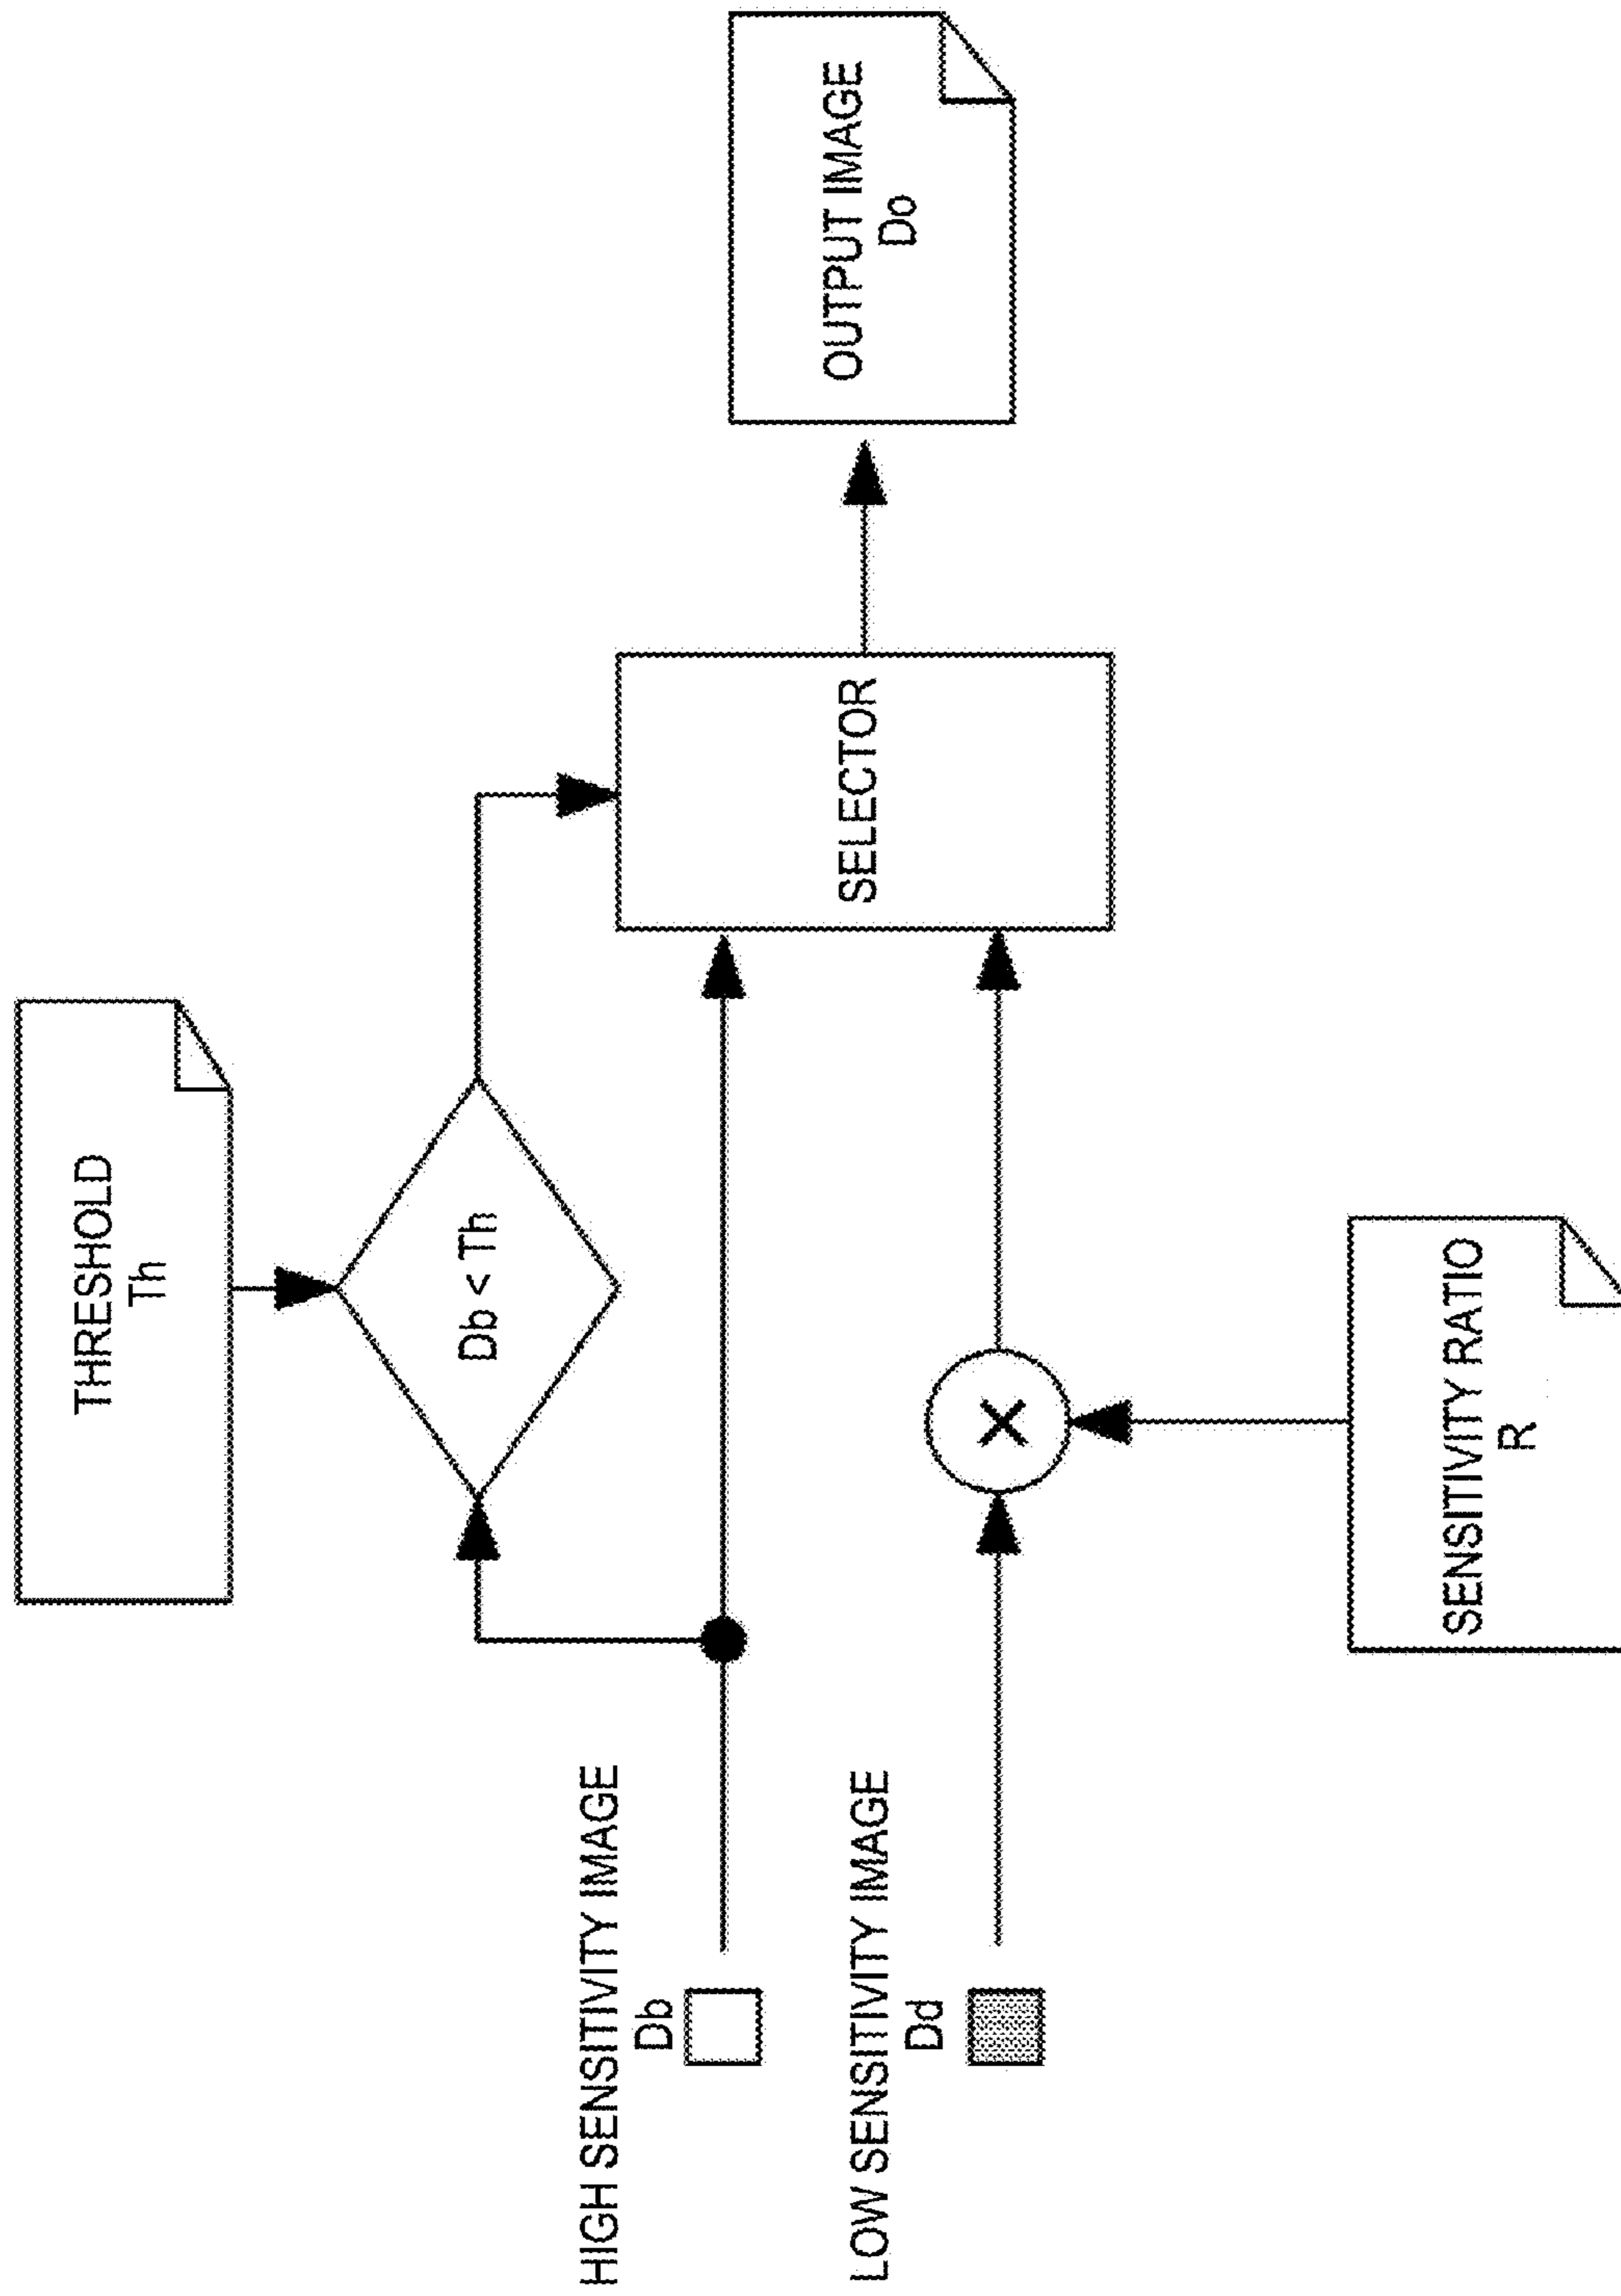 THRESHOLD
Th
Db < Th
HIGH SENSITIVITY IMAGE
Db
LOW SENSITIVITY IMAGE
Dd
×
SENSITIVITY RATIO
R
SELECTOR
OUTPUT IMAGE
Do